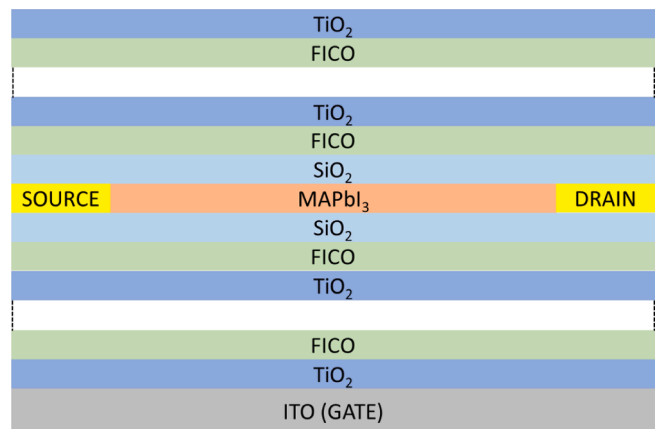 TiO₂
FICO
TiO₂
FICO
SiO₂
SOURCE MAPbI₃ DRAIN
SiO₂
FICO
TiO₂
FICO
TiO₂
ITO (GATE)